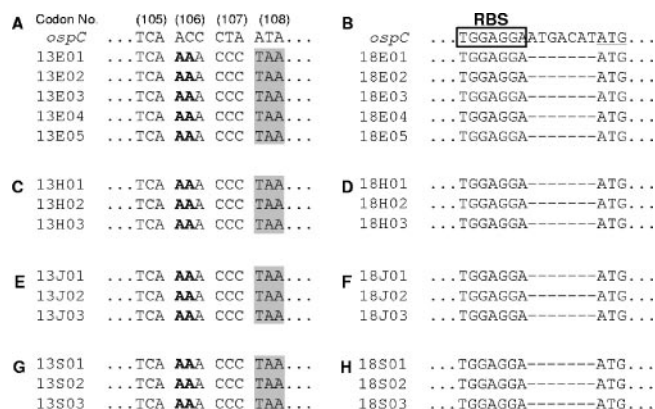 A Codon No. (105) (106) (107) (108)
ospC ...TCA ACC CTA ATA...
13E01 ...TCA AAA CCC TAA...
13E02 ...TCA AAA CCC TAA...
13E03 ...TCA AAA CCC TAA...
13E04 ...TCA AAA CCC TAA...
13E05 ...TCA AAA CCC TAA...
B RBS
ospC ...TGGAGGAATGACATATG...
18E01 ...TGGAGGA-------ATG...
18E02 ...TGGAGGA-------ATG...
18E03 ...TGGAGGA-------ATG...
18E04 ...TGGAGGA-------ATG...
18E05 ...TGGAGGA-------ATG...
C 13H01 ...TCA AAA CCC TAA...
13H02 ...TCA AAA CCC TAA...
13H03 ...TCA AAA CCC TAA...
D 18H01 ...TGGAGGA-------ATG...
18H02 ...TGGAGGA-------ATG...
18H03 ...TGGAGGA-------ATG...
E 13J01 ...TCA AAA CCC TAA...
13J02 ...TCA AAA CCC TAA...
13J03 ...TCA AAA CCC TAA...
F 18J01 ...TGGAGGA-------ATG...
18J02 ...TGGAGGA-------ATG...
18J03 ...TGGAGGA-------ATG...
G 13S01 ...TCA AAA CCC TAA...
13S02 ...TCA AAA CCC TAA...
13S03 ...TCA AAA CCC TAA...
H 18S01 ...TGGAGGA-------ATG...
18S02 ...TGGAGGA-------ATG...
18S03 ...TGGAGGA-------ATG...